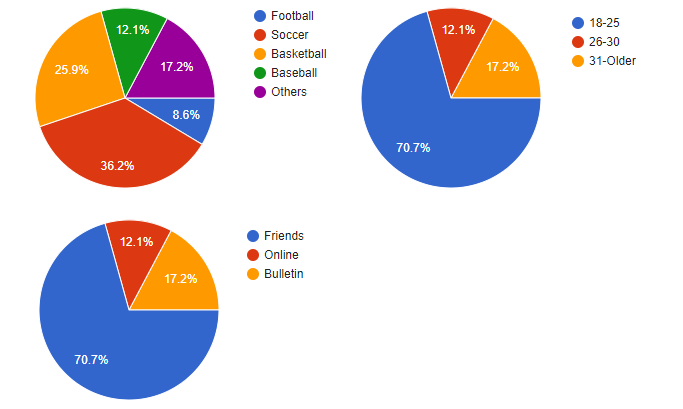 Football
Soccer
Basketball
Baseball
Others
12.1%
17.2%
25.9%
8.6%
36.2%
18-25
26-30
31-Older
12.1%
17.2%
70.7%
Friends
Online
Bulletin
12.1%
17.2%
70.7%